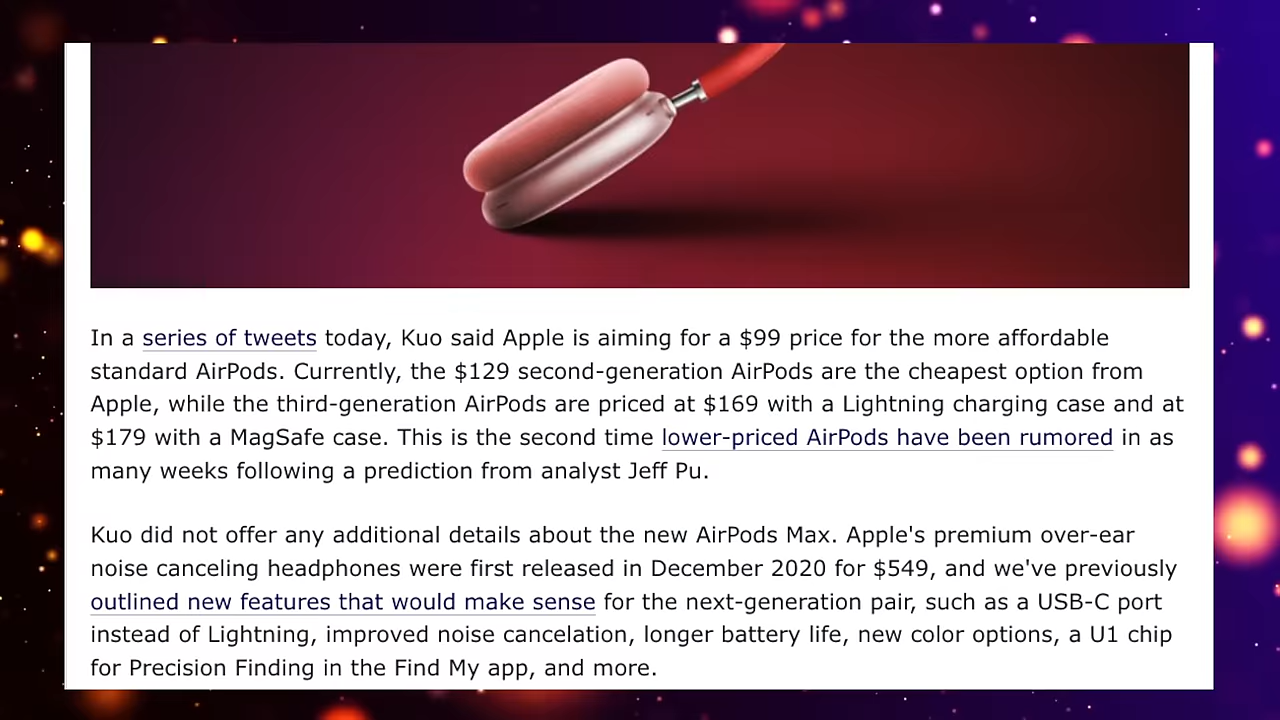 In a series of tweets today, Kuo said Apple is aiming for a $99 price for the more affordable
standard AirPods. Currently, the $129 second-generation AirPods are the cheapest option from
Apple, while the third-generation AirPods are priced at $169 with a Lightning charging case and at
$179 with a MagSafe case. This is the second time lower-priced AirPods have been rumored in as
many weeks following a prediction from analyst Jeff Pu.
Kuo did not offer any additional details about the new AirPods Max. Apple's premium over-ear
noise canceling headphones were first released in December 2020 for $549, and we've previously
outlined new features that would make sense for the next-generation pair, such as a USB-C port
instead of Lightning, improved noise cancelation, longer battery life, new color options, a U1 chip
for Precision Finding in the Find My app, and more.